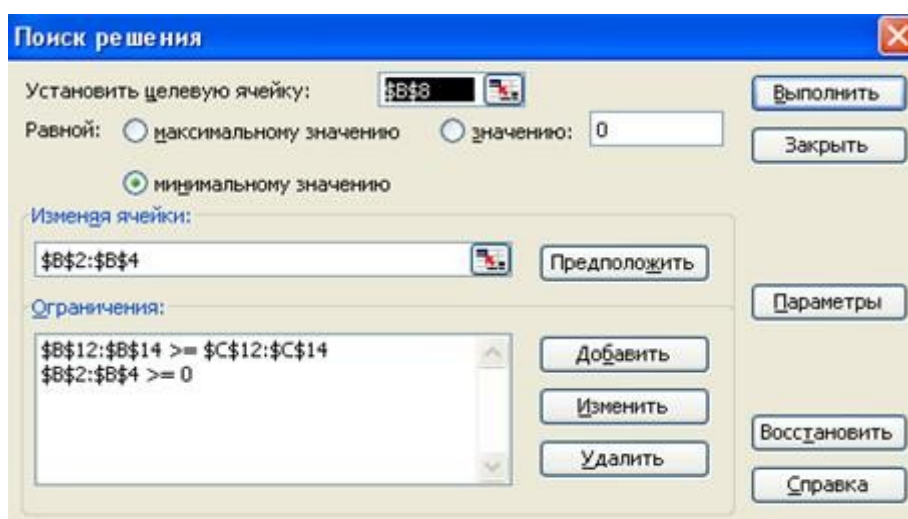 Поиск решения
Установить целевую ячейку: $B$8 Выполнить
Равной: максимальному значению значению: 0 Закрыть
минимальному значению
Изменяя ячейки:
$B$2:$B$4 Предположить
Ограничения: Параметры
$B$12:$B$14 >= $C$12:$C$14 Добавить
$B$2:$B$4 >= 0
Изменить
Восстановить
Удалить
Справка